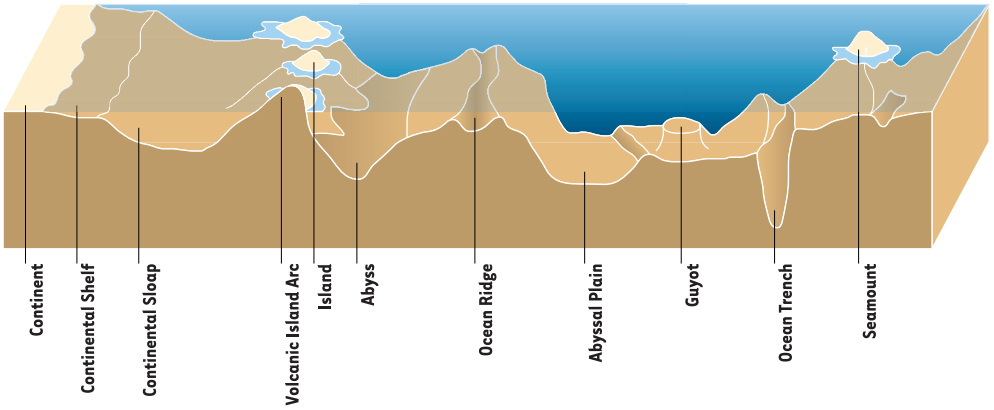 Continent
Continental Shelf
Continental Sloap
Volcanic Island Arc
Island
Abyss
Ocean Ridge
Abyssal Plain
Guyot
Ocean Trench
Seamount